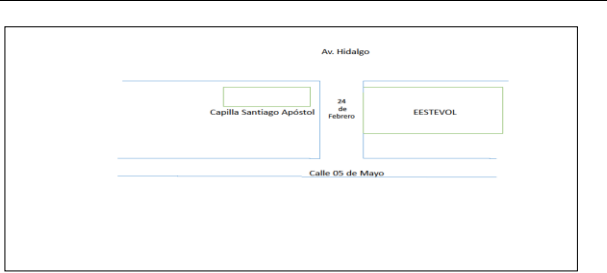 Av. Hidalgo
24
de
Febrero
Capilla Santiago Apóstol
EESTEVOL
Calle 05 de Mayo